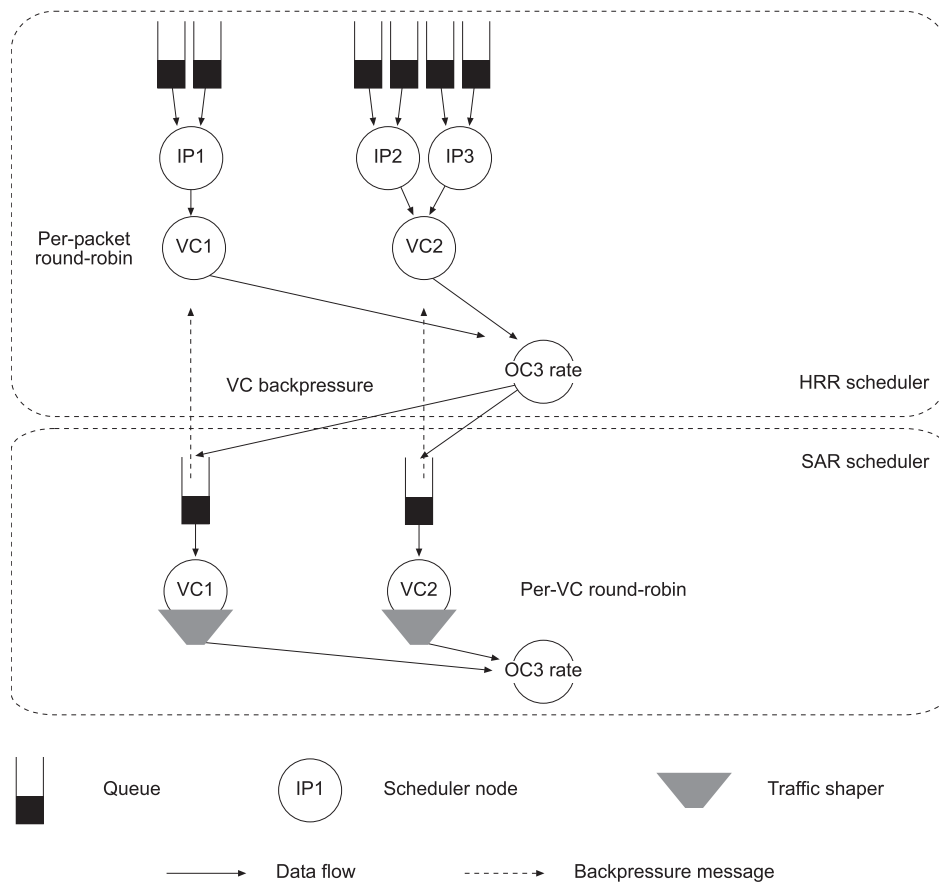 IP1
IP2
IP3
Per-packet
round-robin
VC1
VC2
OC3 rate
VC backpressure
HRR scheduler
SAR scheduler
VC1
VC2
Per-VC round-robin
OC3 rate
Queue
IP1
Scheduler node
Traffic shaper
Data flow
Backpressure message